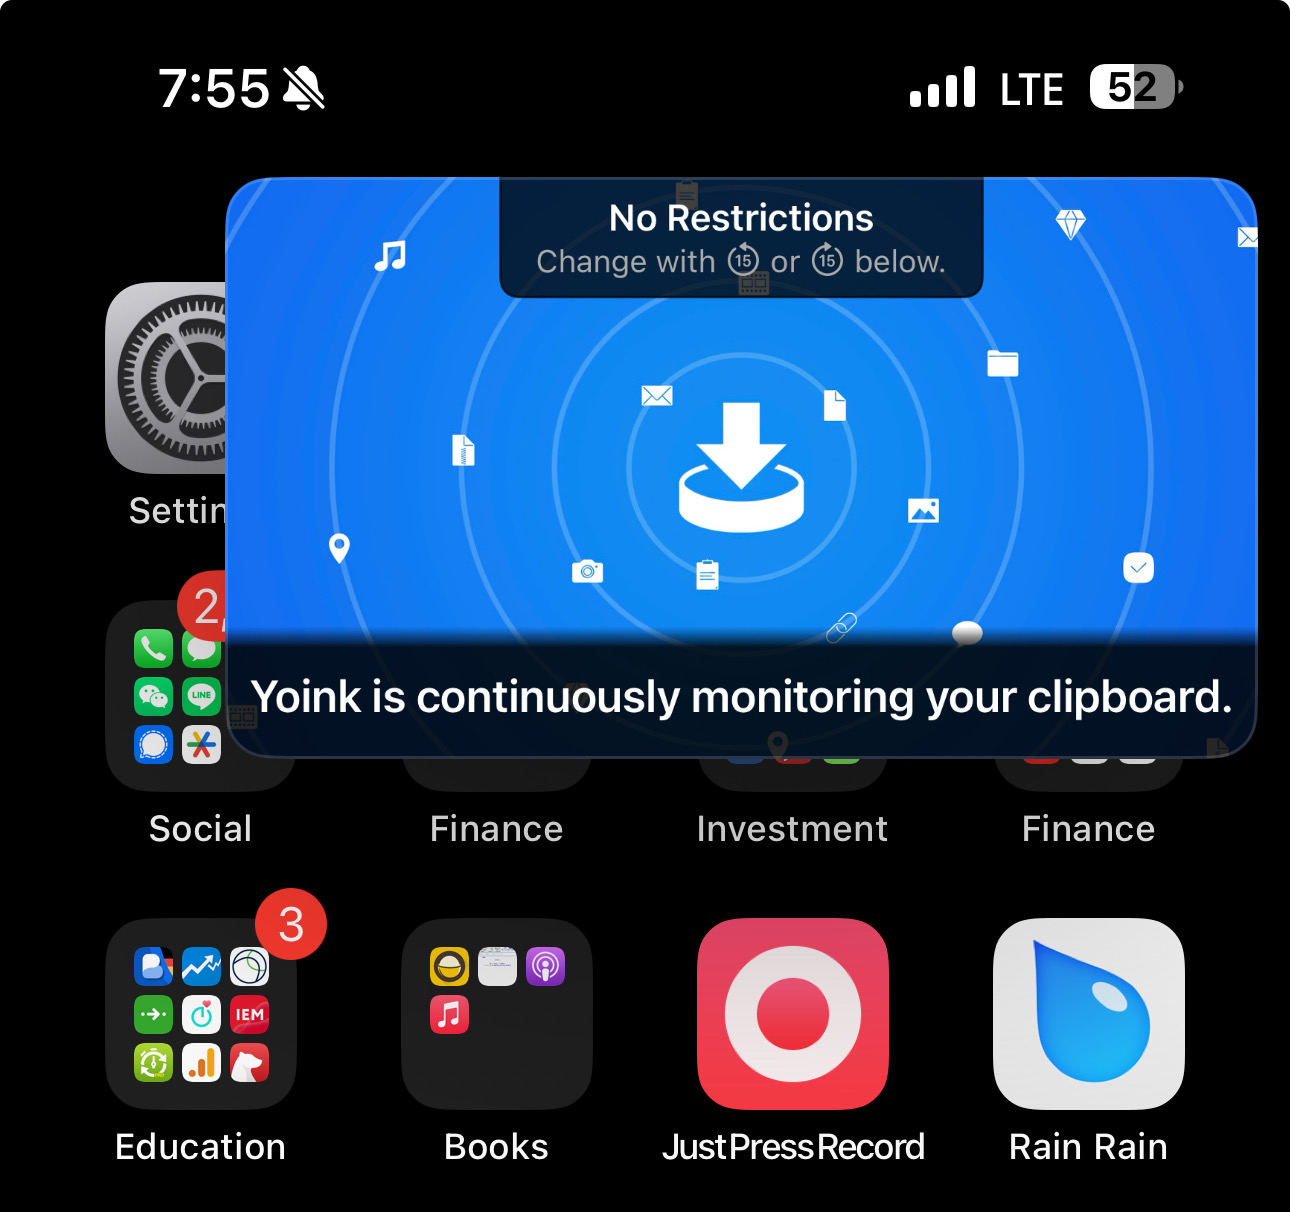 7:55
LTE
52
No Restrictions
Change with 15 or 15 below.
Yoink is continuously monitoring your clipboard.
Settin
2,
LINE
Social
Finance
Investment
Finance
3
IEM
Education
Books
JustPressRecord
Rain Rain